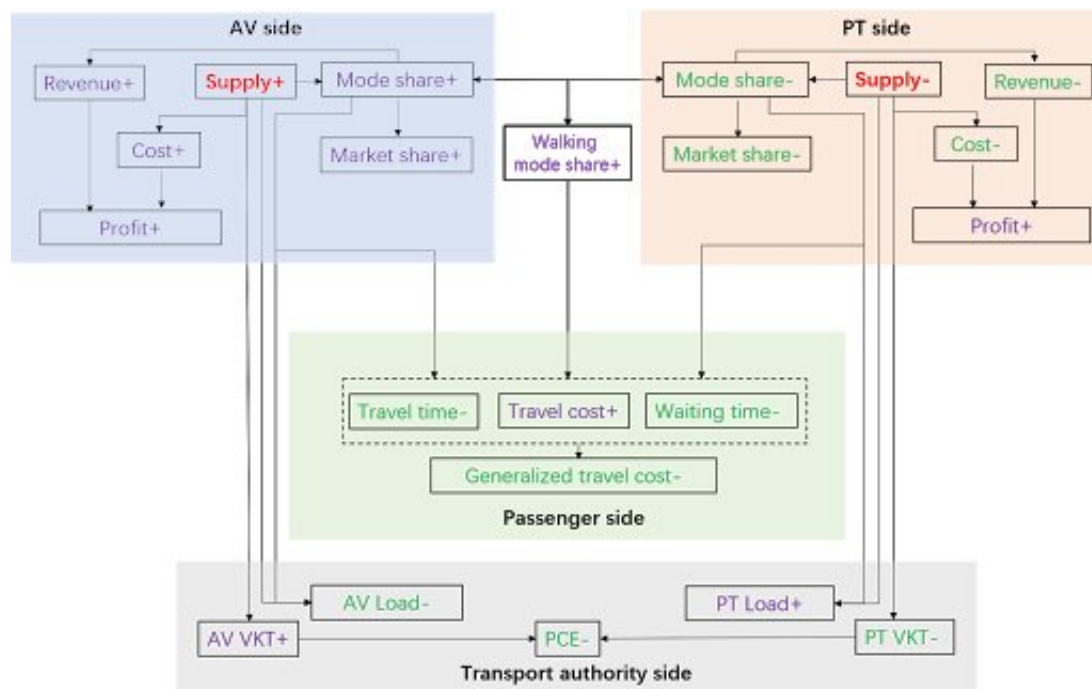 AV side
Revenue+
Supply+
Mode share+
Cost+
Market share+
Profit+
Walking
mode share+
PT side
Mode share-
Supply-
Revenue-
Market share-
Cost-
Profit+
Travel time-
Travel cost+
Waiting time-
Generalized travel cost-
Passenger side
AV Load-
PT Load+
AV VKT+
PCE-
PT VKT-
Transport authority side